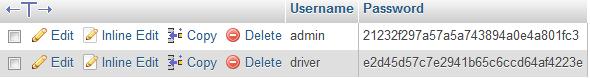 ←T→ Username Password
Edit Inline Edit Copy Delete admin 21232f297a57a5a743894a0e4a801fc3
Edit Inline Edit Copy Delete driver e2d45d57c7e2941b65c6ccd64af4223e